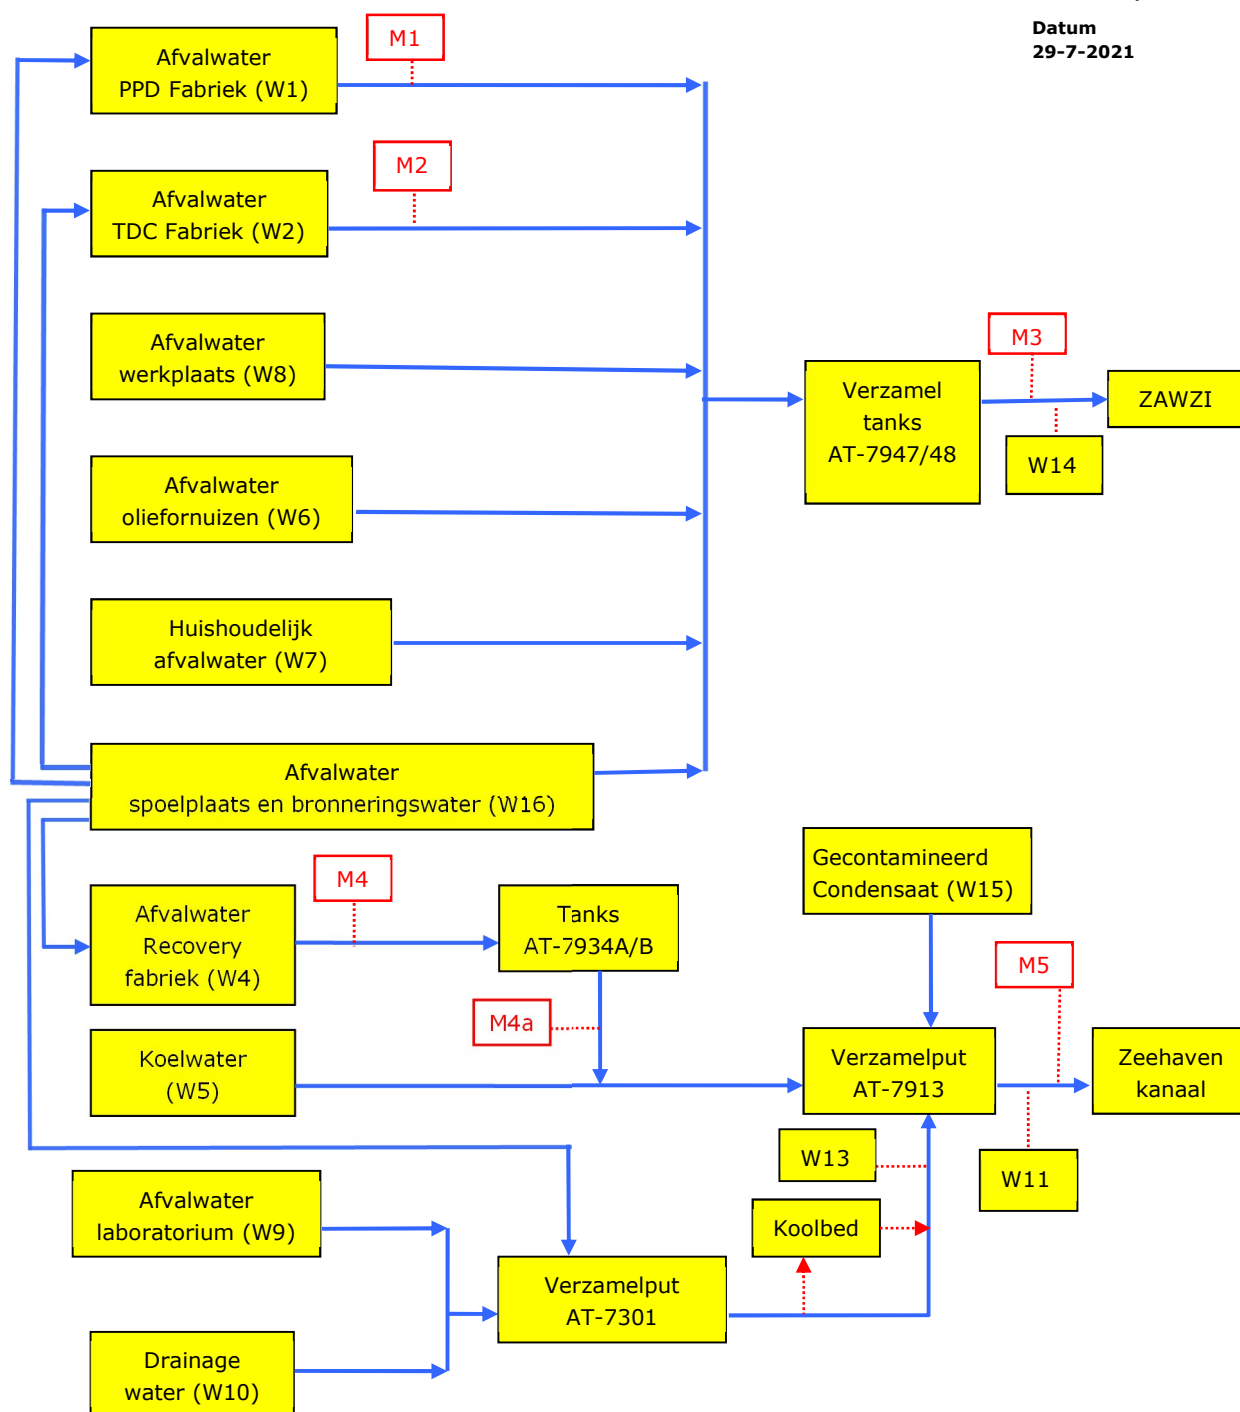 Datum
29-7-2021
M1
Afvalwater
PPD Fabriek (W1)
M2
Afvalwater
TDC Fabriek (W2)
Afvalwater
werkplaats (W8)
M3
Verzamel
tanks
AT-7947/48
ZAWZI
W14
Afvalwater
oliefornuizen (W6)
Huishoudelijk
afvalwater (W7)
Afvalwater
spoelplaats en bronneringswater (W16)
Gecontamineerd
Condensaat (W15)
M4
Afvalwater
Recovery
fabriek (W4)
Tanks
AT-7934A/B
M4a
M5
Koelwater
(W5)
Verzamelput
AT-7913
Zeehaven
kanaal
W13
W11
Afvalwater
laboratorium (W9)
Koolbed
Verzamelput
AT-7301
Drainage
water (W10)